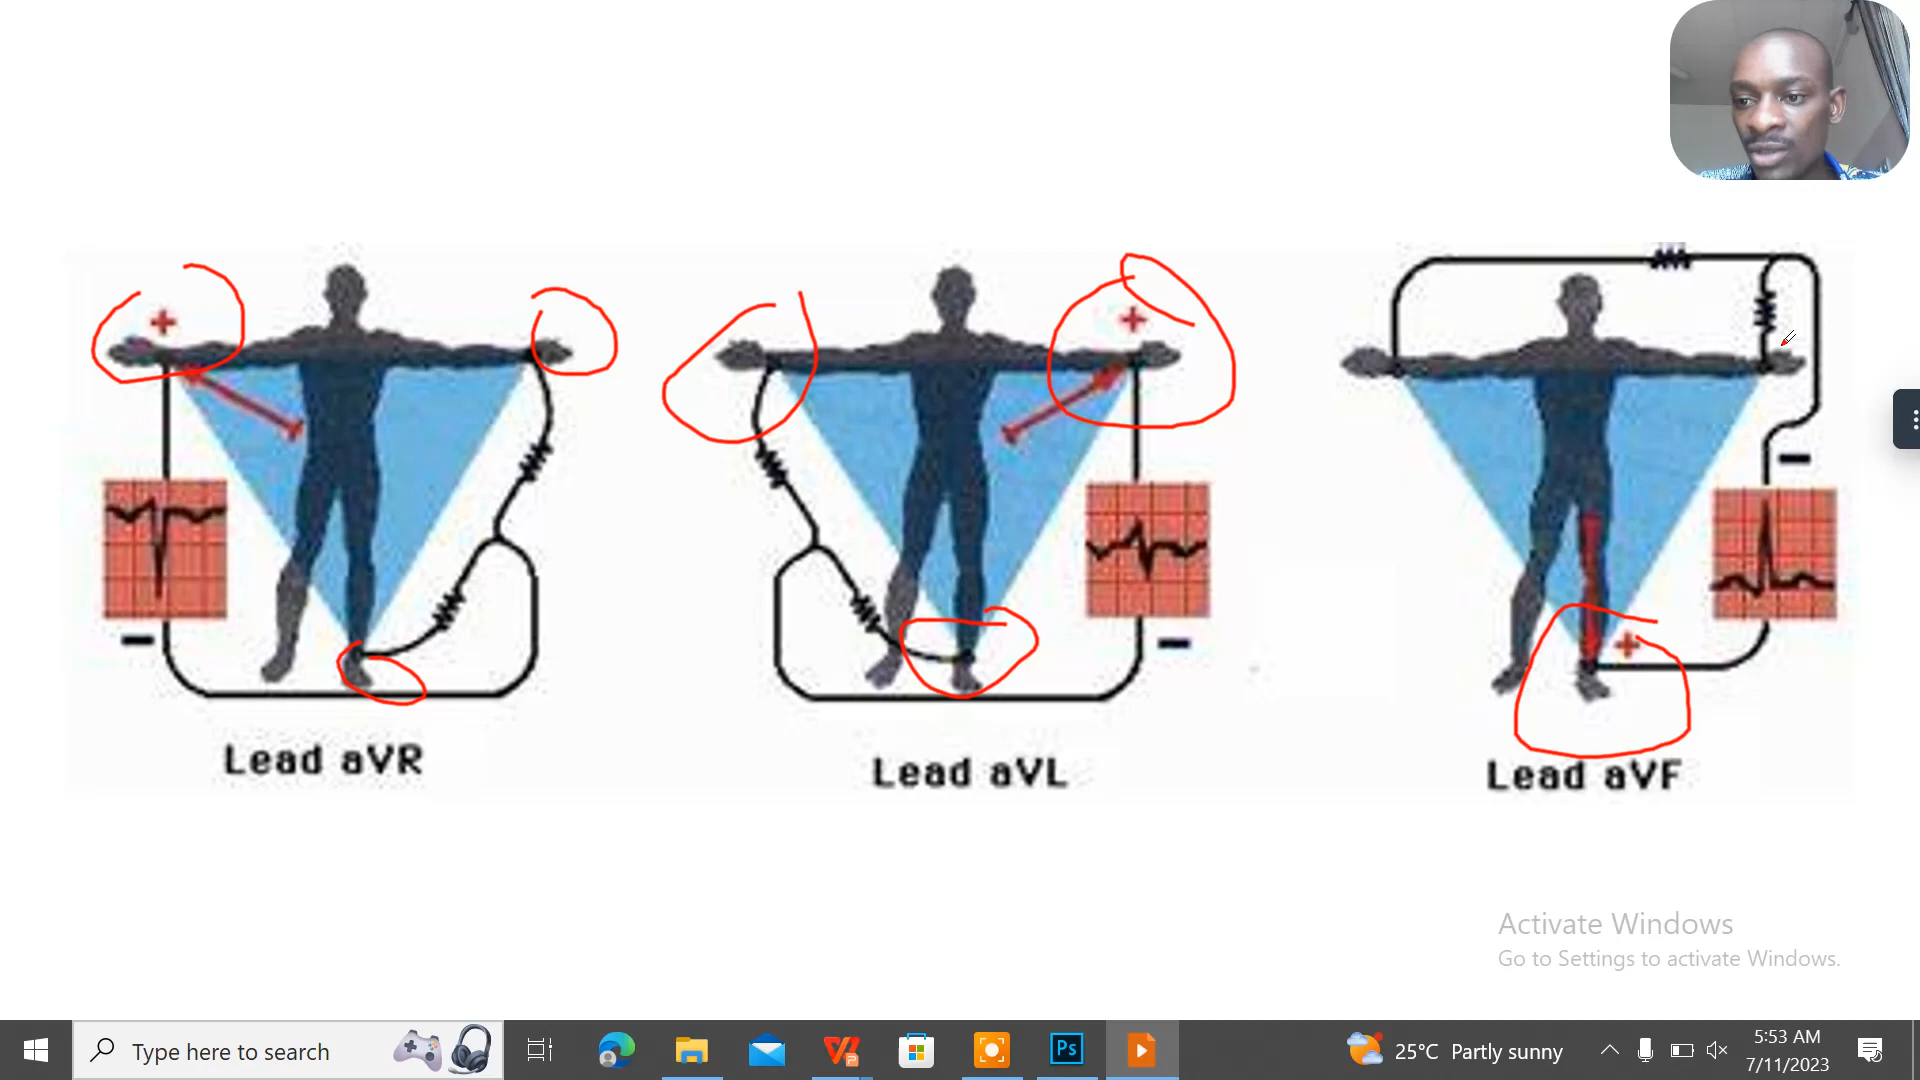 +
+
+
-
-
-
Lead aVR
Lead aVL
Lead aVF
Activate Windows
Go to Settings to activate Windows.
Type here to search
Ps
25°C Partly sunny
5:53 AM
7/11/2023